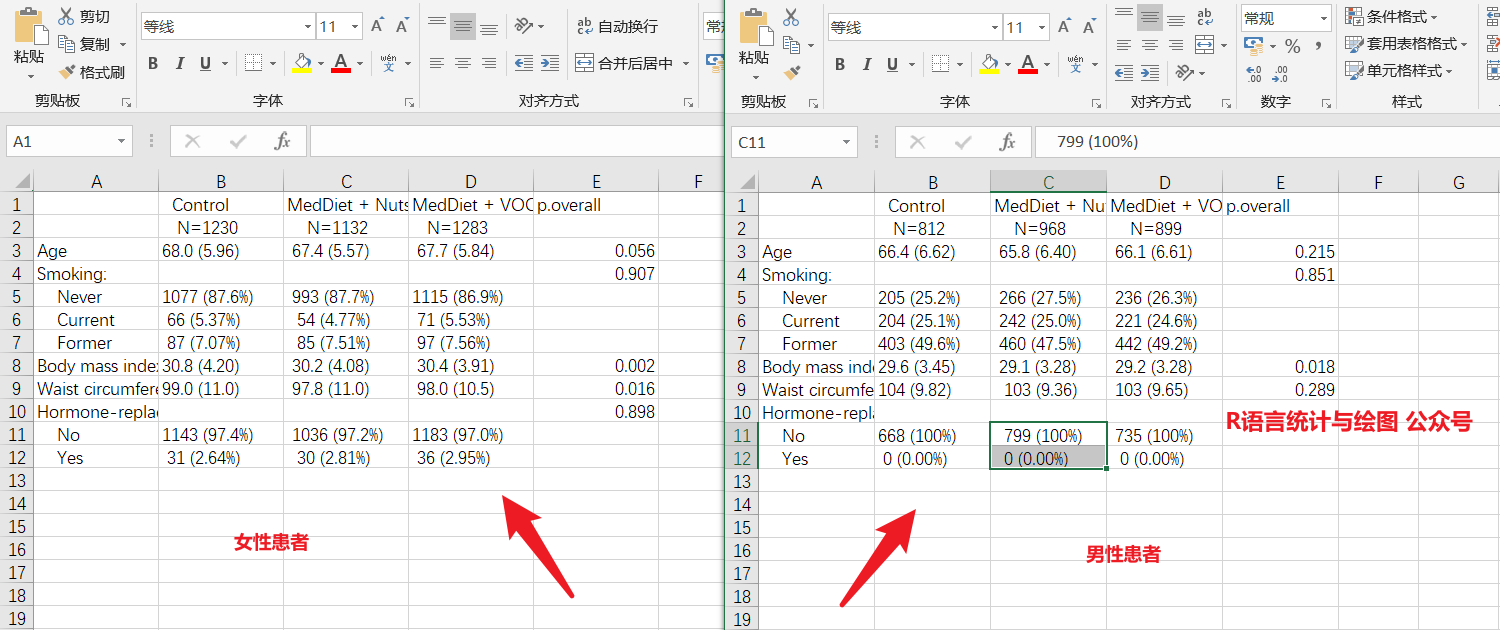 剪切
复制
格式刷
粘贴
剪贴板
等线 11
B I U
A A
wén 文
字体
自动换行
合并后居中
对齐方式
常
A1 fx
A B C D E F
1 Control MedDiet + Nuts MedDiet + VOO p.overall
2 N=1230 N=1132 N=1283
3 Age 68.0 (5.96) 67.4 (5.57) 67.7 (5.84) 0.056
4 Smoking: 0.907
5 Never 1077 (87.6%) 993 (87.7%) 1115 (86.9%)
6 Current 66 (5.37%) 54 (4.77%) 71 (5.53%)
7 Former 87 (7.07%) 85 (7.51%) 97 (7.56%)
8 Body mass inde 30.8 (4.20) 30.2 (4.08) 30.4 (3.91) 0.002
9 Waist circumfere 99.0 (11.0) 97.8 (11.0) 98.0 (10.5) 0.016
10 Hormone-repla 0.898
11 No 1143 (97.4%) 1036 (97.2%) 1183 (97.0%)
12 Yes 31 (2.64%) 30 (2.81%) 36 (2.95%)
13
14
15
16
17
18
19
女性患者
粘贴
剪贴板
等线 11
B I U
A A
wén 文
字体
对齐方式
常规
% ,
数字
条件格式
套用表格格式
单元格样式
样式
C11 fx 799 (100%)
A B C D E F G
1 Control MedDiet + Nu MedDiet + VO p.overall
2 N=812 N=968 N=899
3 Age 66.4 (6.62) 65.8 (6.40) 66.1 (6.61) 0.215
4 Smoking: 0.851
5 Never 205 (25.2%) 266 (27.5%) 236 (26.3%)
6 Current 204 (25.1%) 242 (25.0%) 221 (24.6%)
7 Former 403 (49.6%) 460 (47.5%) 442 (49.2%)
8 Body mass ind 29.6 (3.45) 29.1 (3.28) 29.2 (3.28) 0.018
9 Waist circumfe 104 (9.82) 103 (9.36) 103 (9.65) 0.289
10 Hormone-repl
11 No 668 (100%) 799 (100%) 735 (100%)
12 Yes 0 (0.00%) 0 (0.00%) 0 (0.00%)
13
14
15
16
17
18
19
R语言统计与绘图 公众号
男性患者